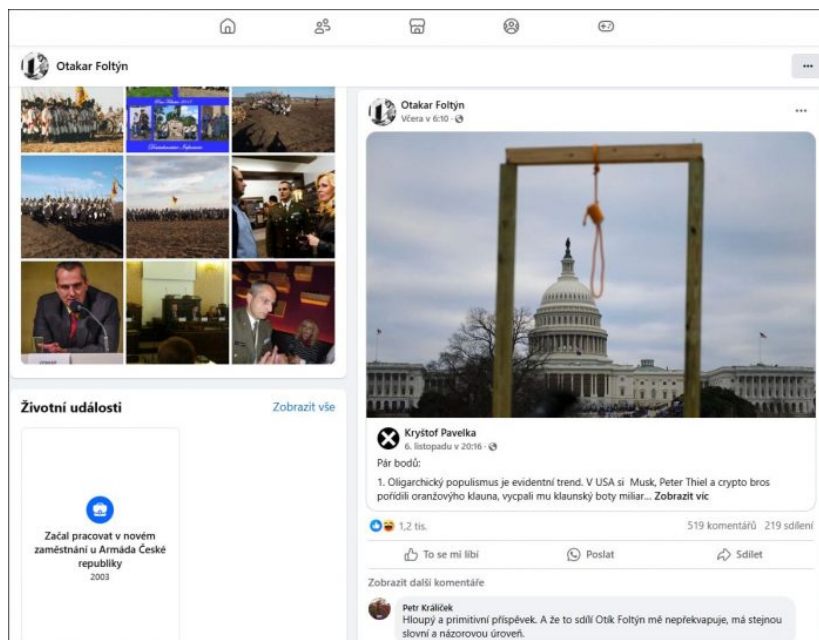 Otakar Foltýn
Životní události
Zobrazit vše
Začal pracovat v novém
zaměstnání u Armáda České
republiky
2003
Otakar Foltýn
Včera v 6:10 ·
Kryštof Pavelka
6. listopadu v 20:16 ·
Pár bodů:
1. Oligarchický populismus je evidentní trend. V USA si Musk, Peter Thiel a crypto bros
pořídili oranžovýho klauna, vycpali mu klaunský boty miliar... Zobrazit víc
1,2 tis.
519 komentářů 219 sdílení
To se mi líbí
Poslat
Sdílet
Zobrazit další komentáře
Petr Králíček
Hloupý a primitivní příspěvek. A že to sdílí Otík Foltýn mě nepřekvapuje, má stejnou
slovní a názorovou úroveň.